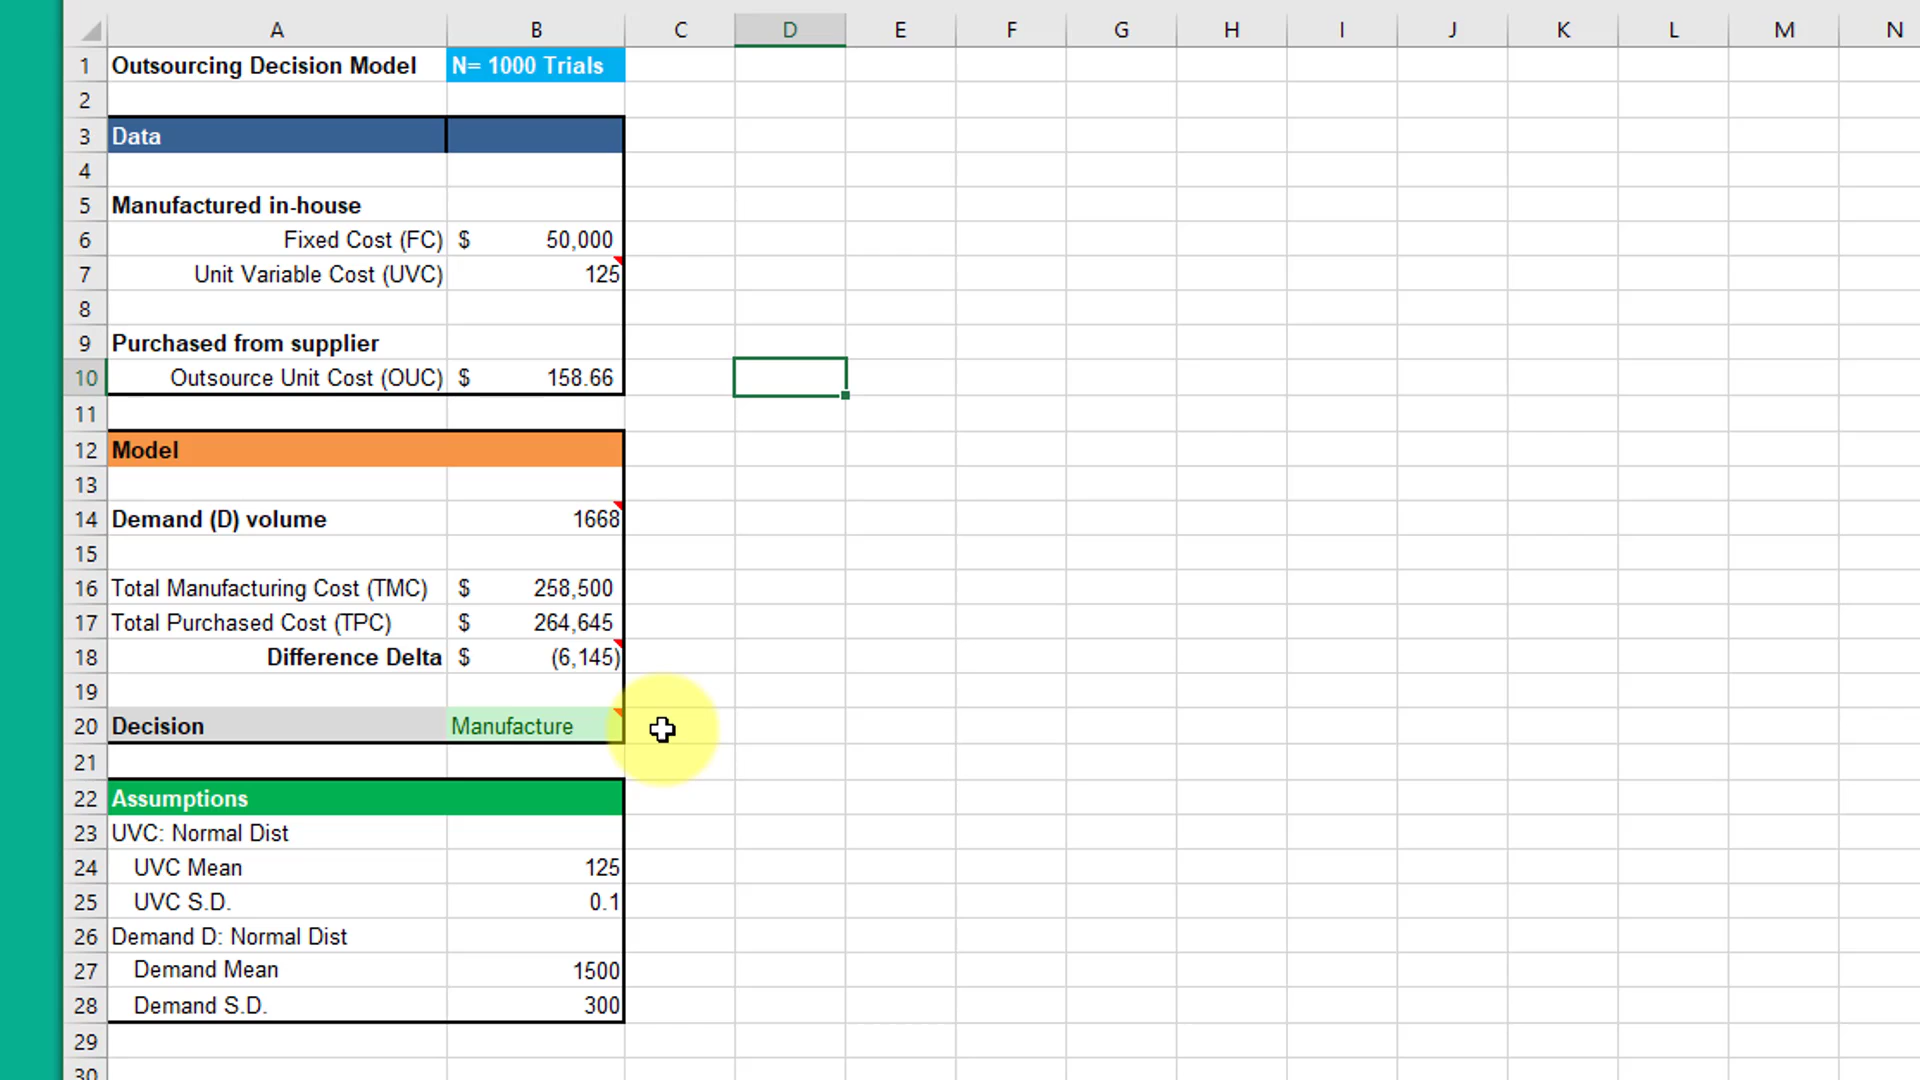 A B C D E F G H I J K L M N
1 Outsourcing Decision Model N= 1000 Trials
2
3 Data
4
5 Manufactured in-house
6 Fixed Cost (FC) $ 50,000
7 Unit Variable Cost (UVC) 125
8
9 Purchased from supplier
10 Outsource Unit Cost (OUC) $ 158.66
11
12 Model
13
14 Demand (D) volume 1668
15
16 Total Manufacturing Cost (TMC) $ 258,500
17 Total Purchased Cost (TPC) $ 264,645
18 Difference Delta $ (6,145)
19
20 Decision Manufacture
21
22 Assumptions
23 UVC: Normal Dist
24 UVC Mean 125
25 UVC S.D. 0.1
26 Demand D: Normal Dist
27 Demand Mean 1500
28 Demand S.D. 300
29
30